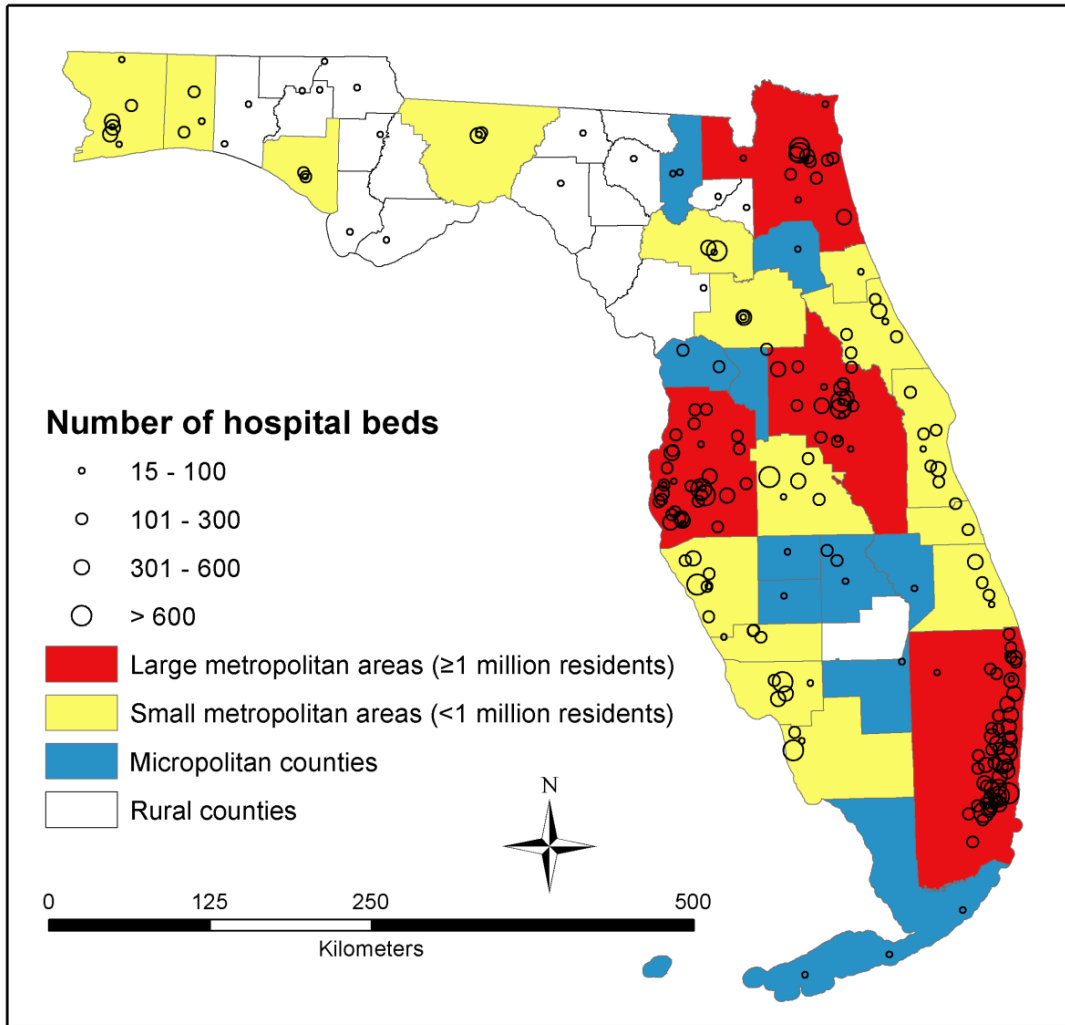 Number of hospital beds
15 - 100
101 - 300
301 - 600
> 600
Large metropolitan areas (≥1 million residents)
Small metropolitan areas (<1 million residents)
Micropolitan counties
Rural counties
N
0 125 250 500
Kilometers